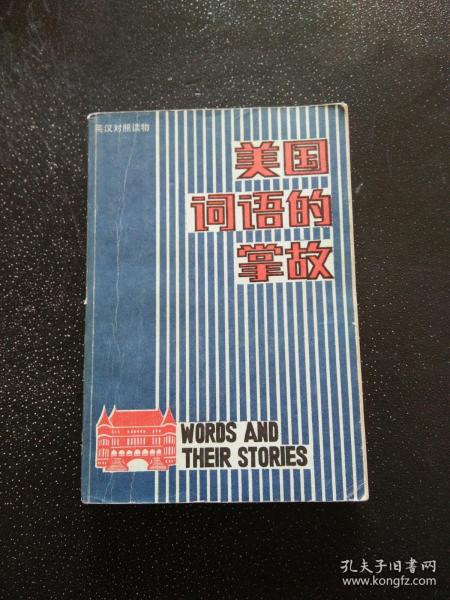 英汉对照读物
美国
词语的
掌故
WORDS AND
THEIR STORIES
孔夫子旧书网
www.kongfz.com